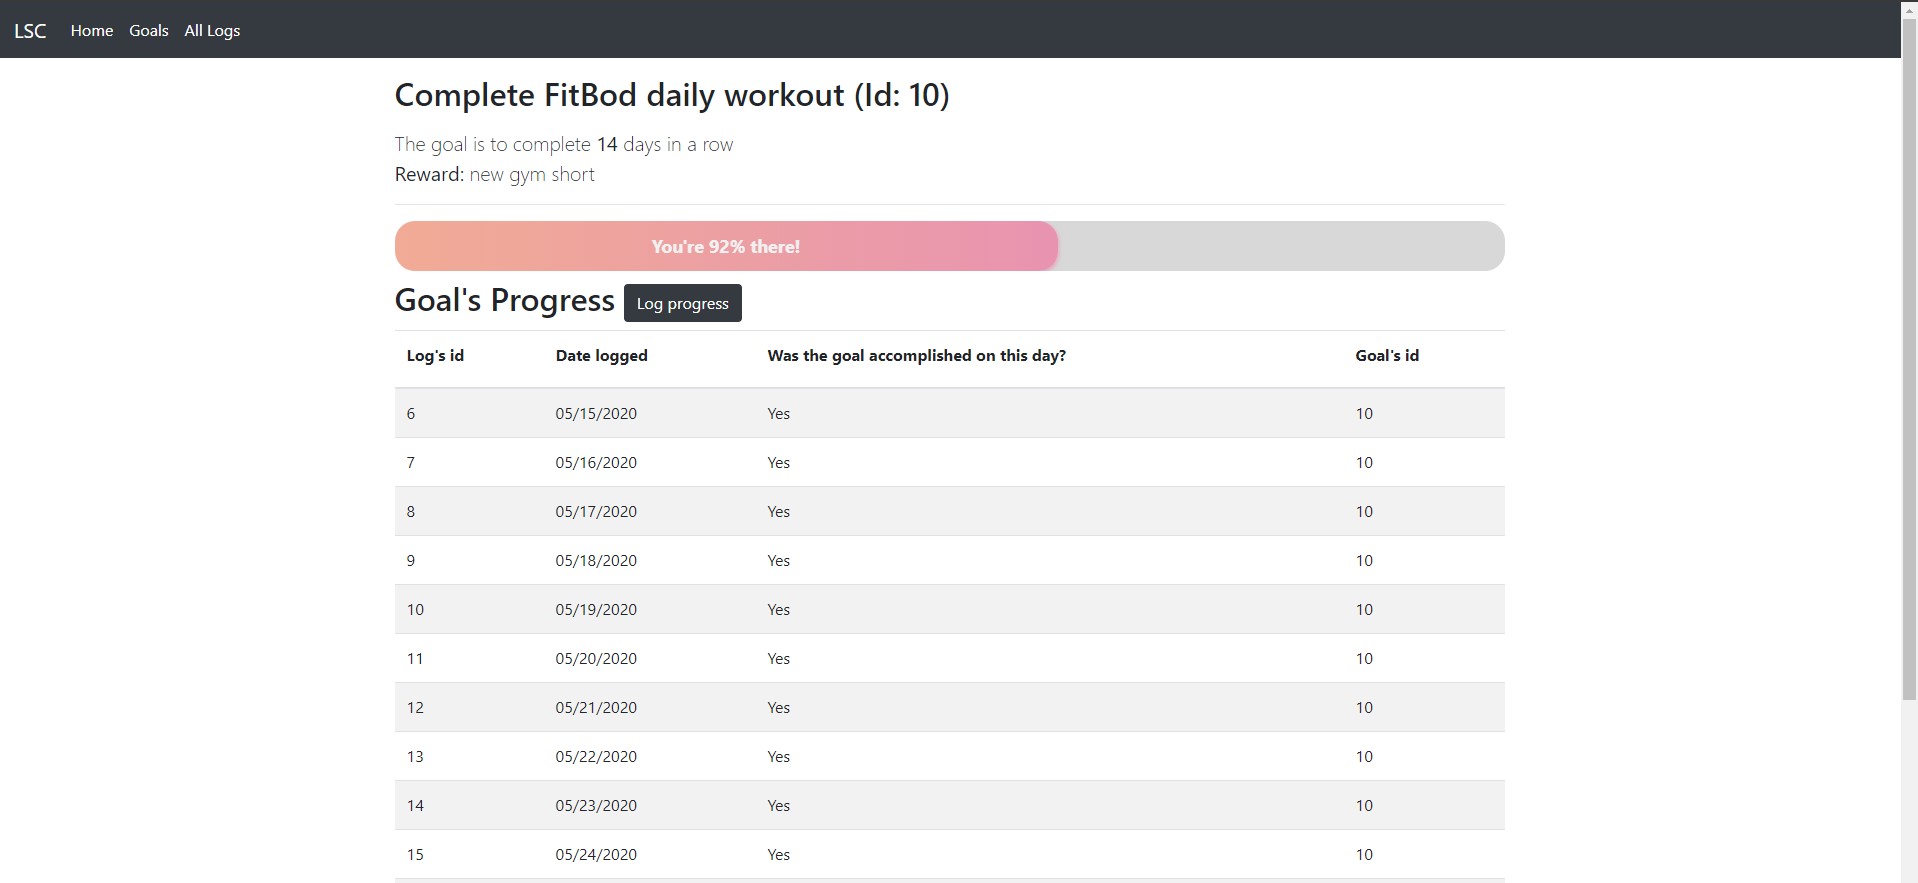 LSC Home Goals All Logs
Complete FitBod daily workout (Id: 10)
The goal is to complete 14 days in a row
Reward: new gym short
You're 92% there!
Goal's Progress Log progress
Log's id Date logged Was the goal accomplished on this day? Goal's id
6 05/15/2020 Yes 10
7 05/16/2020 Yes 10
8 05/17/2020 Yes 10
9 05/18/2020 Yes 10
10 05/19/2020 Yes 10
11 05/20/2020 Yes 10
12 05/21/2020 Yes 10
13 05/22/2020 Yes 10
14 05/23/2020 Yes 10
15 05/24/2020 Yes 10